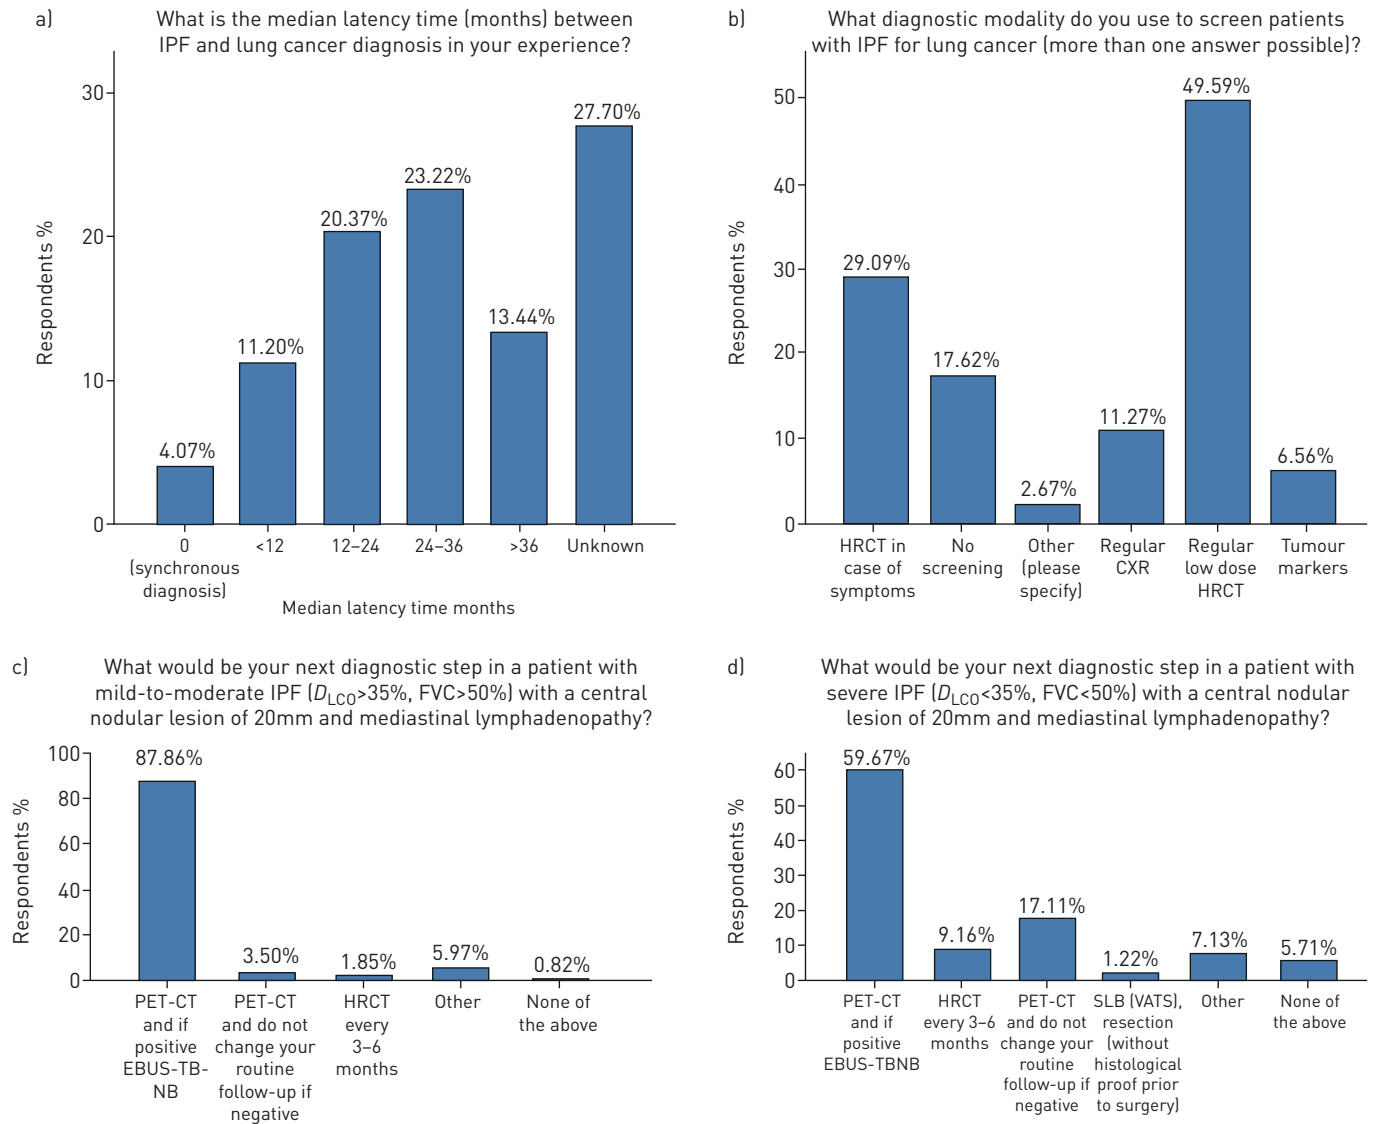 a)
What is the median latency time (months) between
IPF and lung cancer diagnosis in your experience?
Respondents %
30
20
10
0
4.07%
11.20%
20.37%
23.22%
13.44%
27.70%
0
(synchronous
diagnosis)
<12
12–24
24–36
>36
Unknown
Median latency time months
b)
What diagnostic modality do you use to screen patients
with IPF for lung cancer (more than one answer possible)?
Respondents %
50
40
30
20
10
0
29.09%
17.62%
2.67%
11.27%
49.59%
6.56%
HRCT in
case of
symptoms
No
screening
Other
(please
specify)
Regular
CXR
Regular
low dose
HRCT
Tumour
markers
c)
What would be your next diagnostic step in a patient with
mild-to-moderate IPF (DLCO>35%, FVC>50%) with a central
nodular lesion of 20mm and mediastinal lymphadenopathy?
Respondents %
100
80
60
40
20
0
87.86%
3.50%
1.85%
5.97%
0.82%
PET-CT
and if
positive
EBUS-TB-
NB
PET-CT
and do not
change your
routine
follow-up if
negative
HRCT
every
3–6
months
Other
None of
the above
d)
What would be your next diagnostic step in a patient with
severe IPF (DLCO<35%, FVC<50%) with a central nodular
lesion of 20mm and mediastinal lymphadenopathy?
Respondents %
60
50
40
30
20
10
0
59.67%
9.16%
17.11%
1.22%
7.13%
5.71%
PET-CT
and if
positive
EBUS-TBNB
HRCT
every 3–6
months
PET-CT
and do not
change your
routine
follow-up if
negative
SLB (VATS),
resection
(without
histological
proof prior
to surgery)
Other
None of
the above